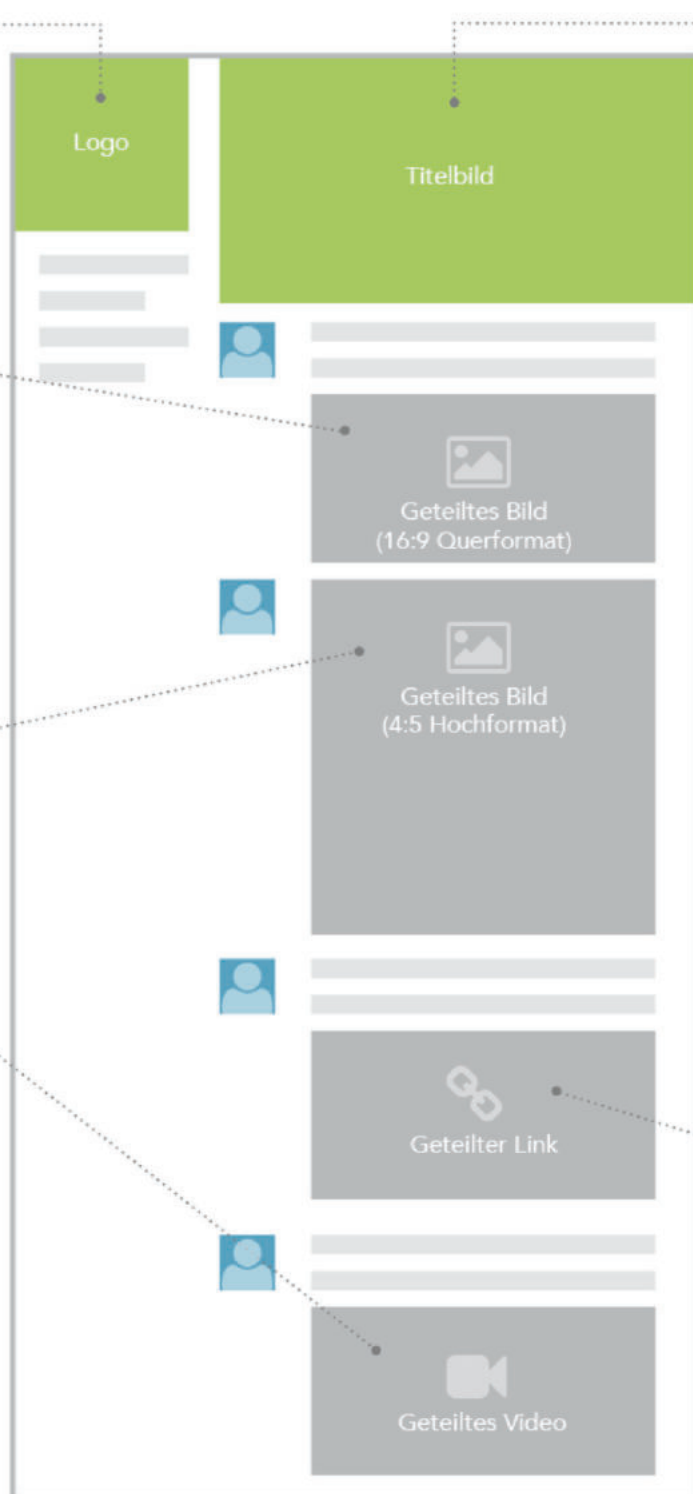 Logo
Titelbild
Geteiltes Bild
(16:9 Querformat)
Geteiltes Bild
(4:5 Hochformat)
Geteilter Link
Geteiltes Video